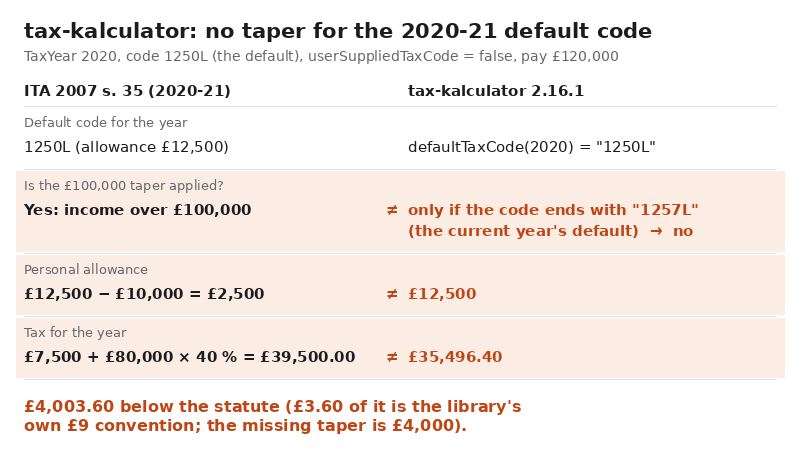 tax-kalculator: no taper for the 2020-21 default code
TaxYear 2020, code 1250L (the default), userSuppliedTaxCode = false, pay £120,000
ITA 2007 s. 35 (2020-21)
tax-kalculator 2.16.1
Default code for the year
1250L (allowance £12,500)
defaultTaxCode(2020) = "1250L"
Is the £100,000 taper applied?
Yes: income over £100,000
≠ only if the code ends with "1257L"
(the current year's default) → no
Personal allowance
£12,500 − £10,000 = £2,500
≠ £12,500
Tax for the year
£7,500 + £80,000 × 40 % = £39,500.00
≠ £35,496.40
£4,003.60 below the statute (£3.60 of it is the library's
own £9 convention; the missing taper is £4,000).